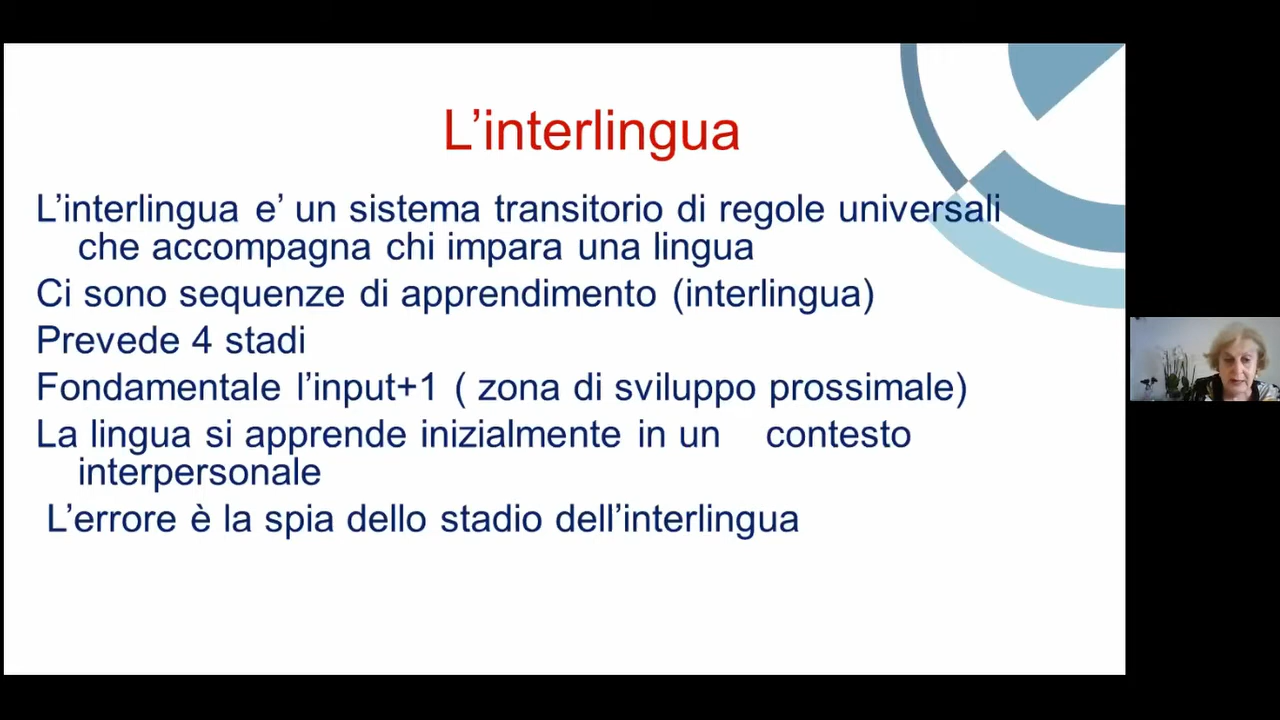 L’interlingua
L’interlingua e’ un sistema transitorio di regole universali
che accompagna chi impara una lingua
Ci sono sequenze di apprendimento (interlingua)
Prevede 4 stadi
Fondamentale l’input+1 ( zona di sviluppo prossimale)
La lingua si apprende inizialmente in un contesto
interpersonale
L’errore è la spia dello stadio dell’interlingua